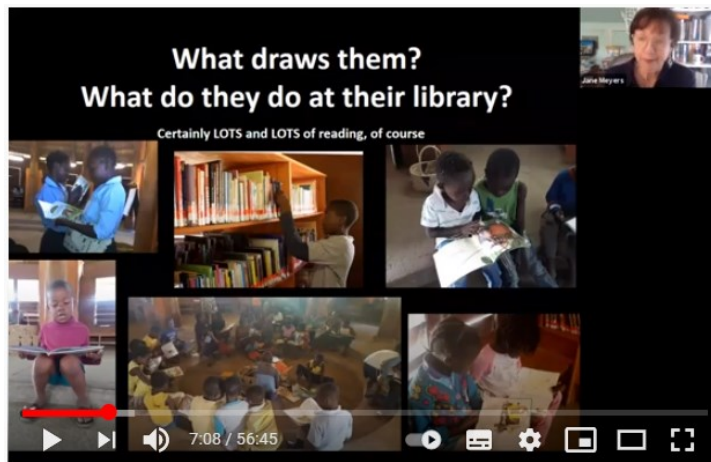 What draws them?
What do they do at their library?
Certainly LOTS and LOTS of reading, of course
Jane Meyers
7:08 / 56:45